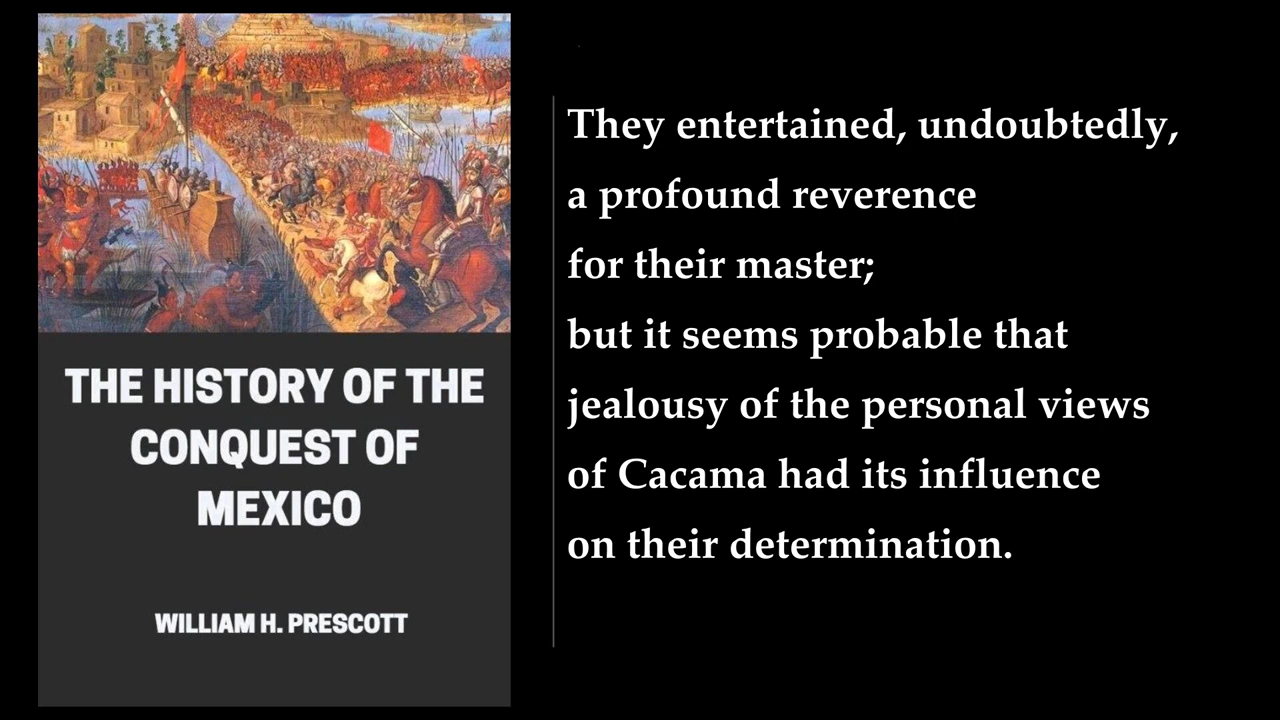 THE HISTORY OF THE
CONQUEST OF
MEXICO
WILLIAM H. PRESCOTT
They entertained, undoubtedly,
a profound reverence
for their master;
but it seems probable that
jealousy of the personal views
of Cacama had its influence
on their determination.